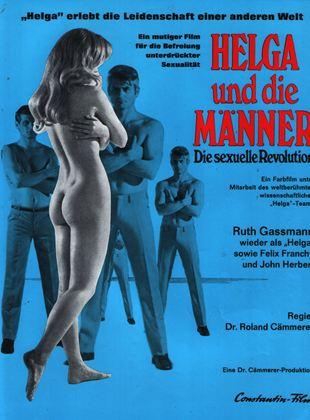 „Helga" erlebt die Leidenschaft einer anderen Welt
Ein mutiger Film
für die Befreiung
unterdrückter
Sexualität
HELGA
und die
MÄNNER
Die sexuelle Revolution
Ein Farbfilm unter
Mitarbeit des weltberühmten
wissenschaftlichen
„Helga"-Team
Ruth Gassmann
wieder als „Helga
sowie Felix Franchy
und John Herber
Regie
Dr. Roland Cämmerer
Eine Dr. Cämmerer-Produktion
Constantin-Film